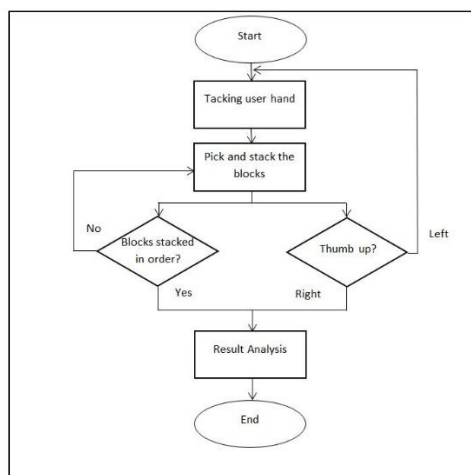 Start
Tacking user hand
Pick and stack the
blocks
No
Blocks stacked
in order?
Thumb up?
Left
Yes
Right
Result Analysis
End